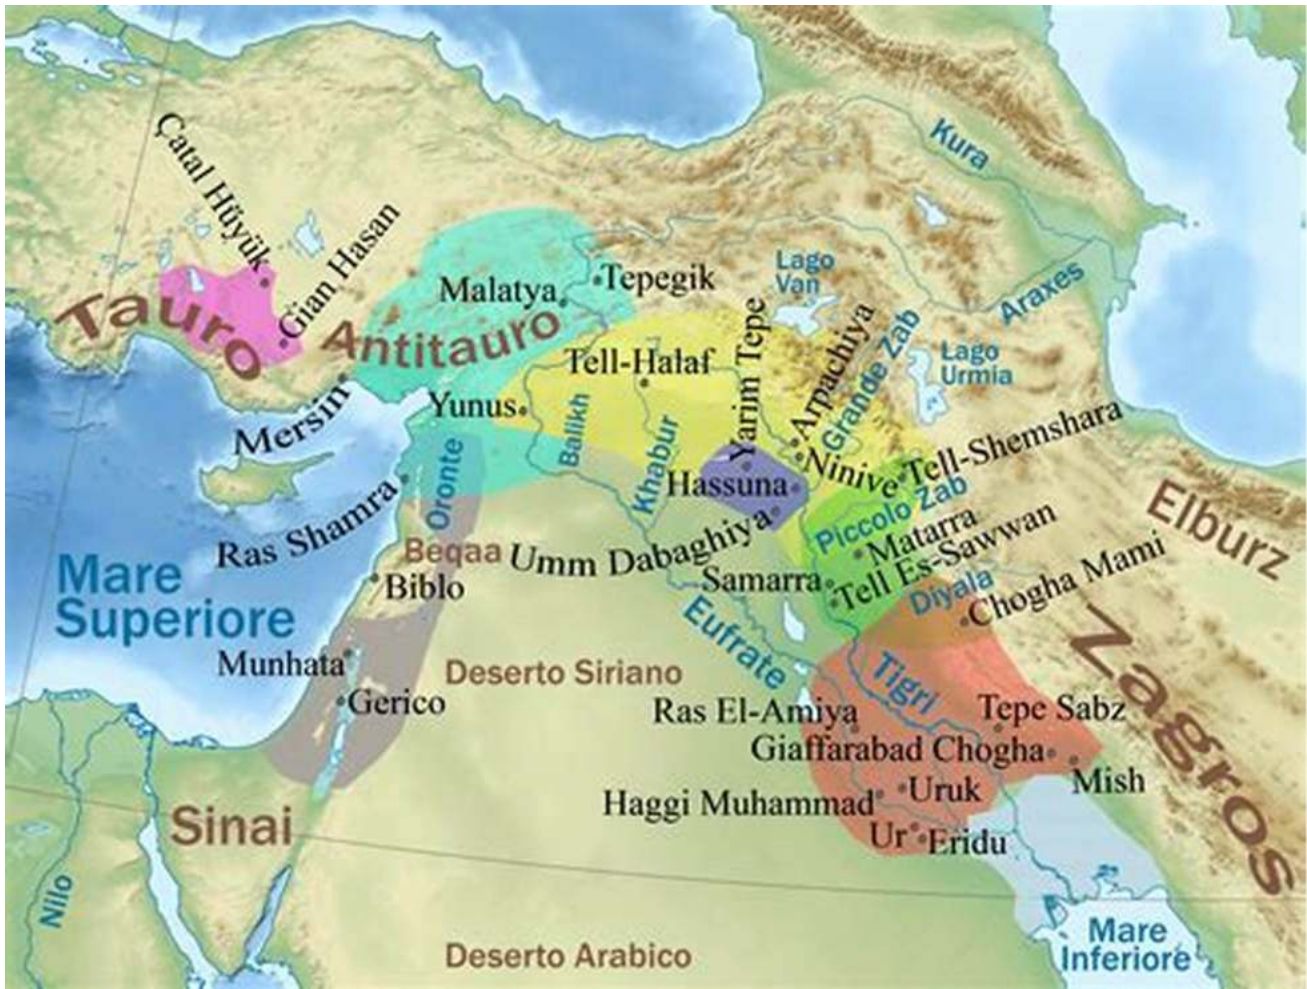 Kura
Çatal Hüyük
Gian Hasan
Lago
Van
Araxes
Malatya
Tepegik
Tauro
Antitauro
Yarim Tepe
Arpachiya
Grande Zab
Lago
Urmia
Tell-Halaf
Yunus
Balikh
Khabur
Mersin
Oronte
Hassuna
Ninive
Tell-Shemshara
Piccolo Zab
Elburz
Ras Shamra
Beqaa
Umm Dabaghiya
Matarra
Mare
Superiore
Biblo
Samarra
Tell Es-Sawwan
Diyala
Chogha Mami
Eufrate
Zagros
Munhata
Deserto Siriano
Tigri
Gerico
Ras El-Amiya
Tepe Sabz
Giaffarabad Chogha
Mish
Haggi Muhammad
Uruk
Sinai
Ur
Eridu
Nilo
Mare
Inferiore
Deserto Arabico